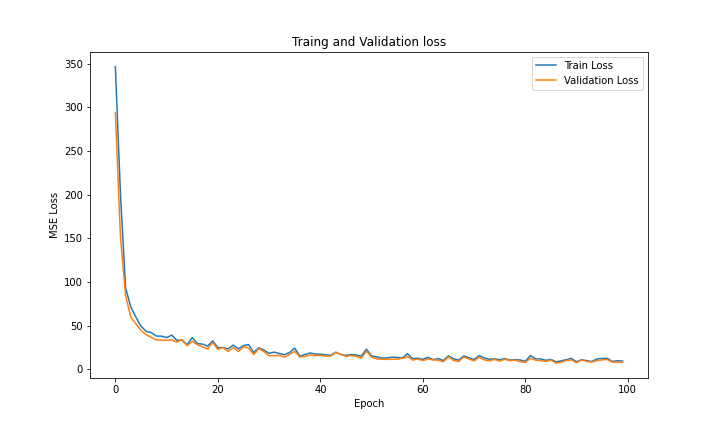 Traing and Validation loss
Train Loss
Validation Loss
350
300
250
200
150
100
50
0
MSE Loss
0 20 40 60 80 100
Epoch